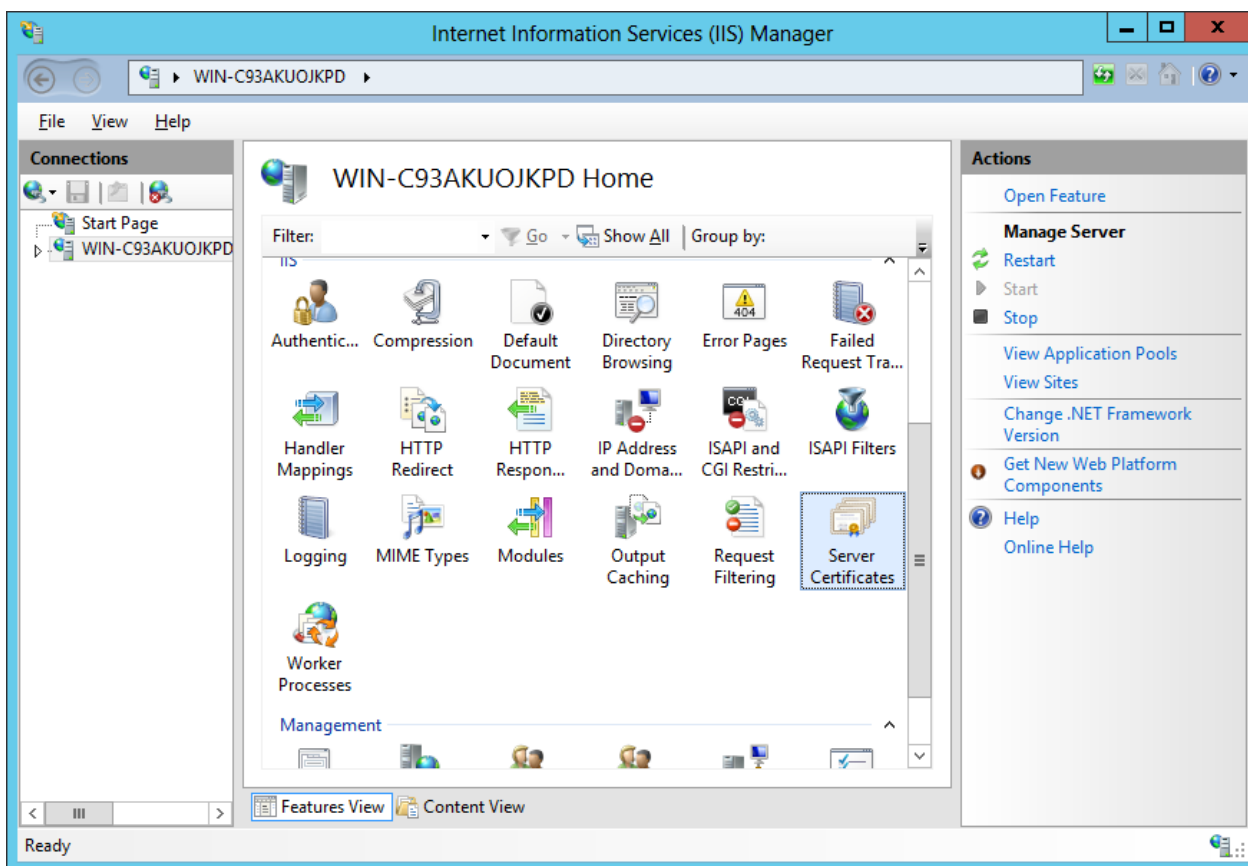 Internet Information Services (IIS) Manager
WIN-C93AKUOJKPD
File View Help
Connections
Start Page
WIN-C93AKUOJKPD
WIN-C93AKUOJKPD Home
Filter: Go Show All Group by:
IIS
Authentic... Compression Default Document Directory Browsing Error Pages Failed Request Tra...
404
CGI
Handler Mappings HTTP Redirect HTTP Respon... IP Address and Doma... ISAPI and CGI Restri... ISAPI Filters
Logging MIME Types Modules Output Caching Request Filtering Server Certificates
Worker Processes
Management
Features View Content View
Actions
Open Feature
Manage Server
Restart
Start
Stop
View Application Pools
View Sites
Change .NET Framework
Version
Get New Web Platform
Components
Help
Online Help
Ready